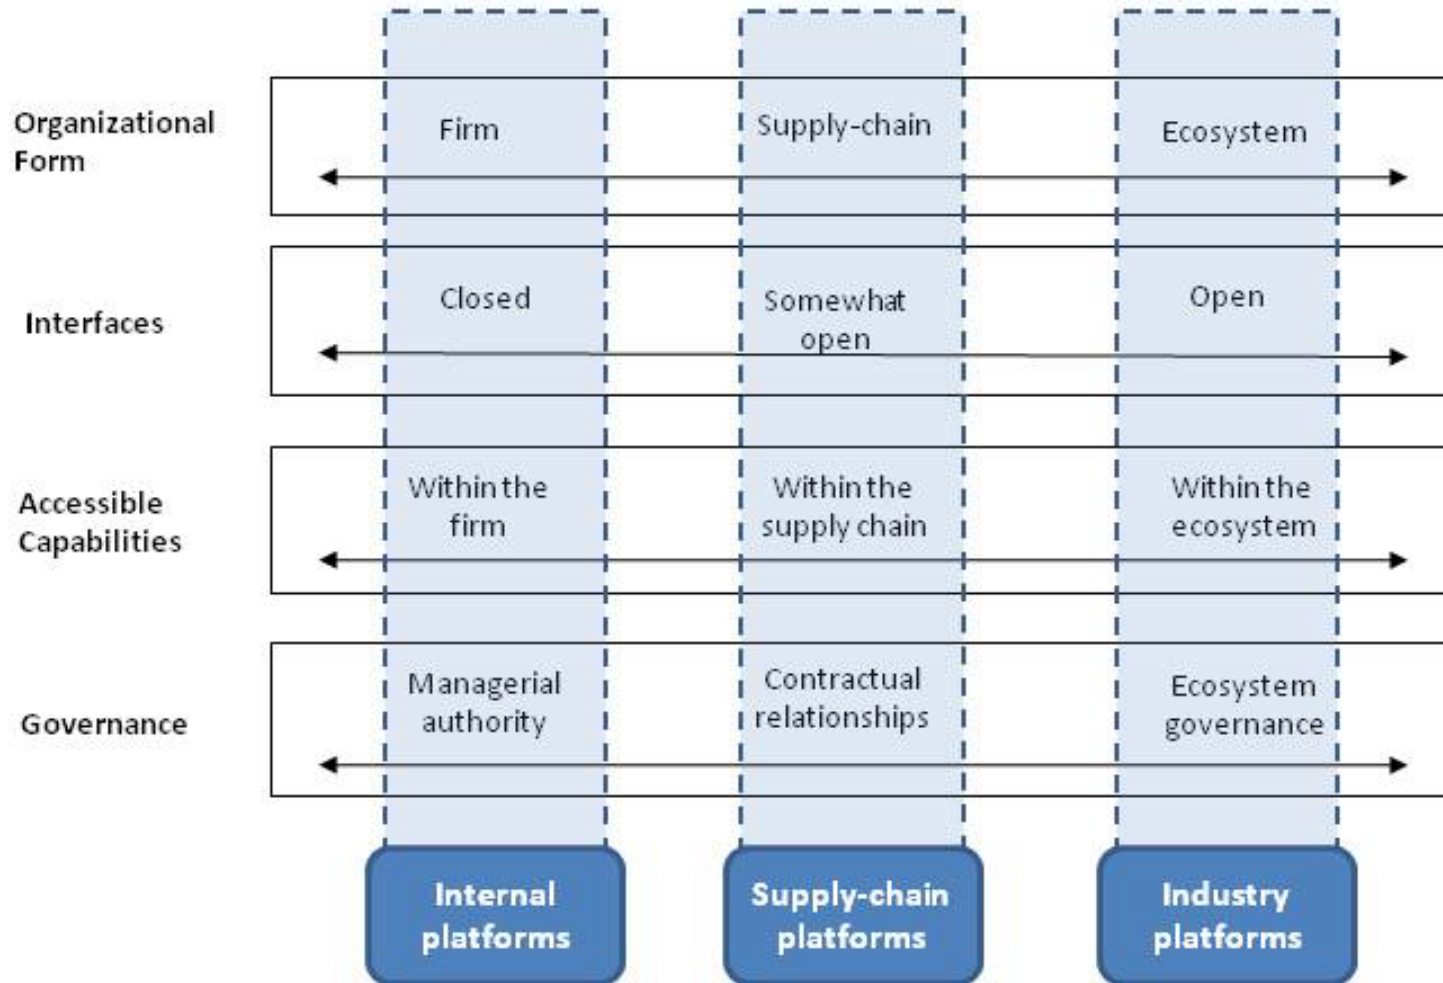 Organizational
Form
Firm
Supply-chain
Ecosystem
Interfaces
Closed
Somewhat
open
Open
Accessible
Capabilities
Within the
firm
Within the
supply chain
Within the
ecosystem
Governance
Managerial
authority
Contractual
relationships
Ecosystem
governance
Internal
platforms
Supply-chain
platforms
Industry
platforms